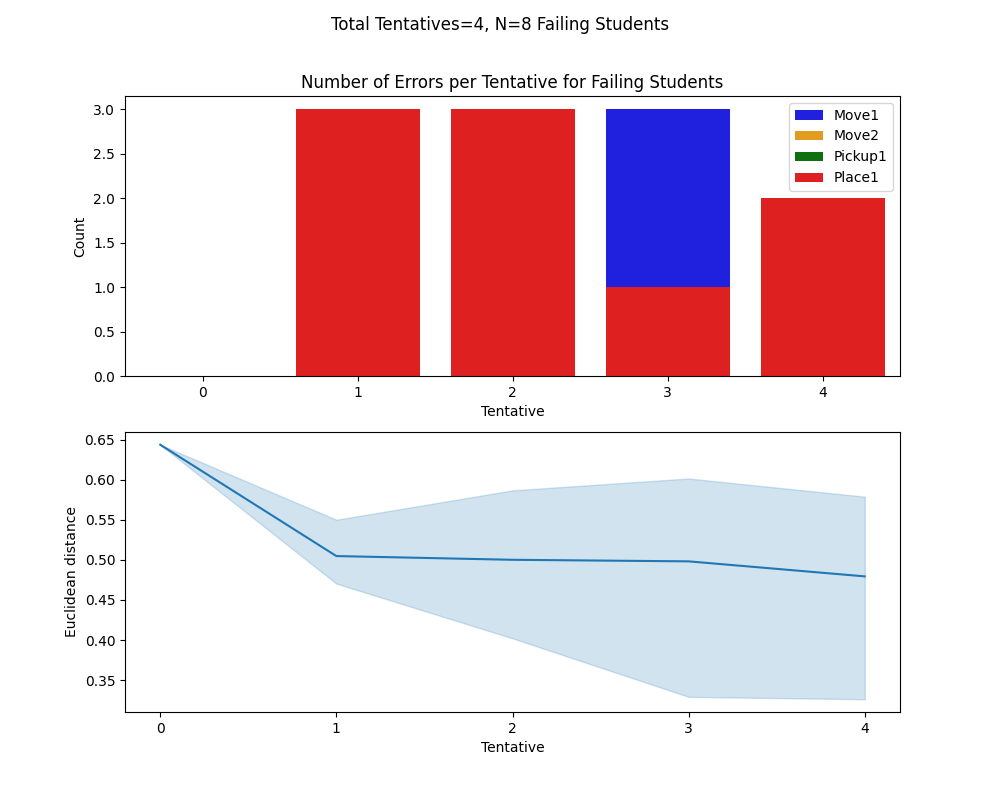 Total Tentatives=4, N=8 Failing Students
Number of Errors per Tentative for Failing Students
3.0
2.5
2.0
1.5
1.0
0.5
0.0
Count
Move1
Move2
Pickup1
Place1
0 1 2 3 4
Tentative
0.65
0.60
0.55
0.50
0.45
0.40
0.35
Euclidean distance
0 1 2 3 4
Tentative